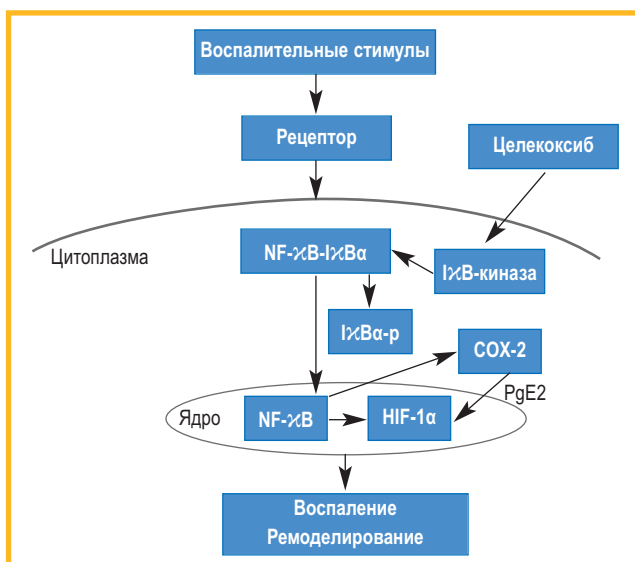 Воспалительные стимулы
Рецептор
Целекоксиб
Цитоплазма
NF-ϰB-IϰBα
IϰB-киназа
IϰBα-p
COX-2
PgE2
Ядро
NF-ϰB
HIF-1α
Воспаление
Ремоделирование